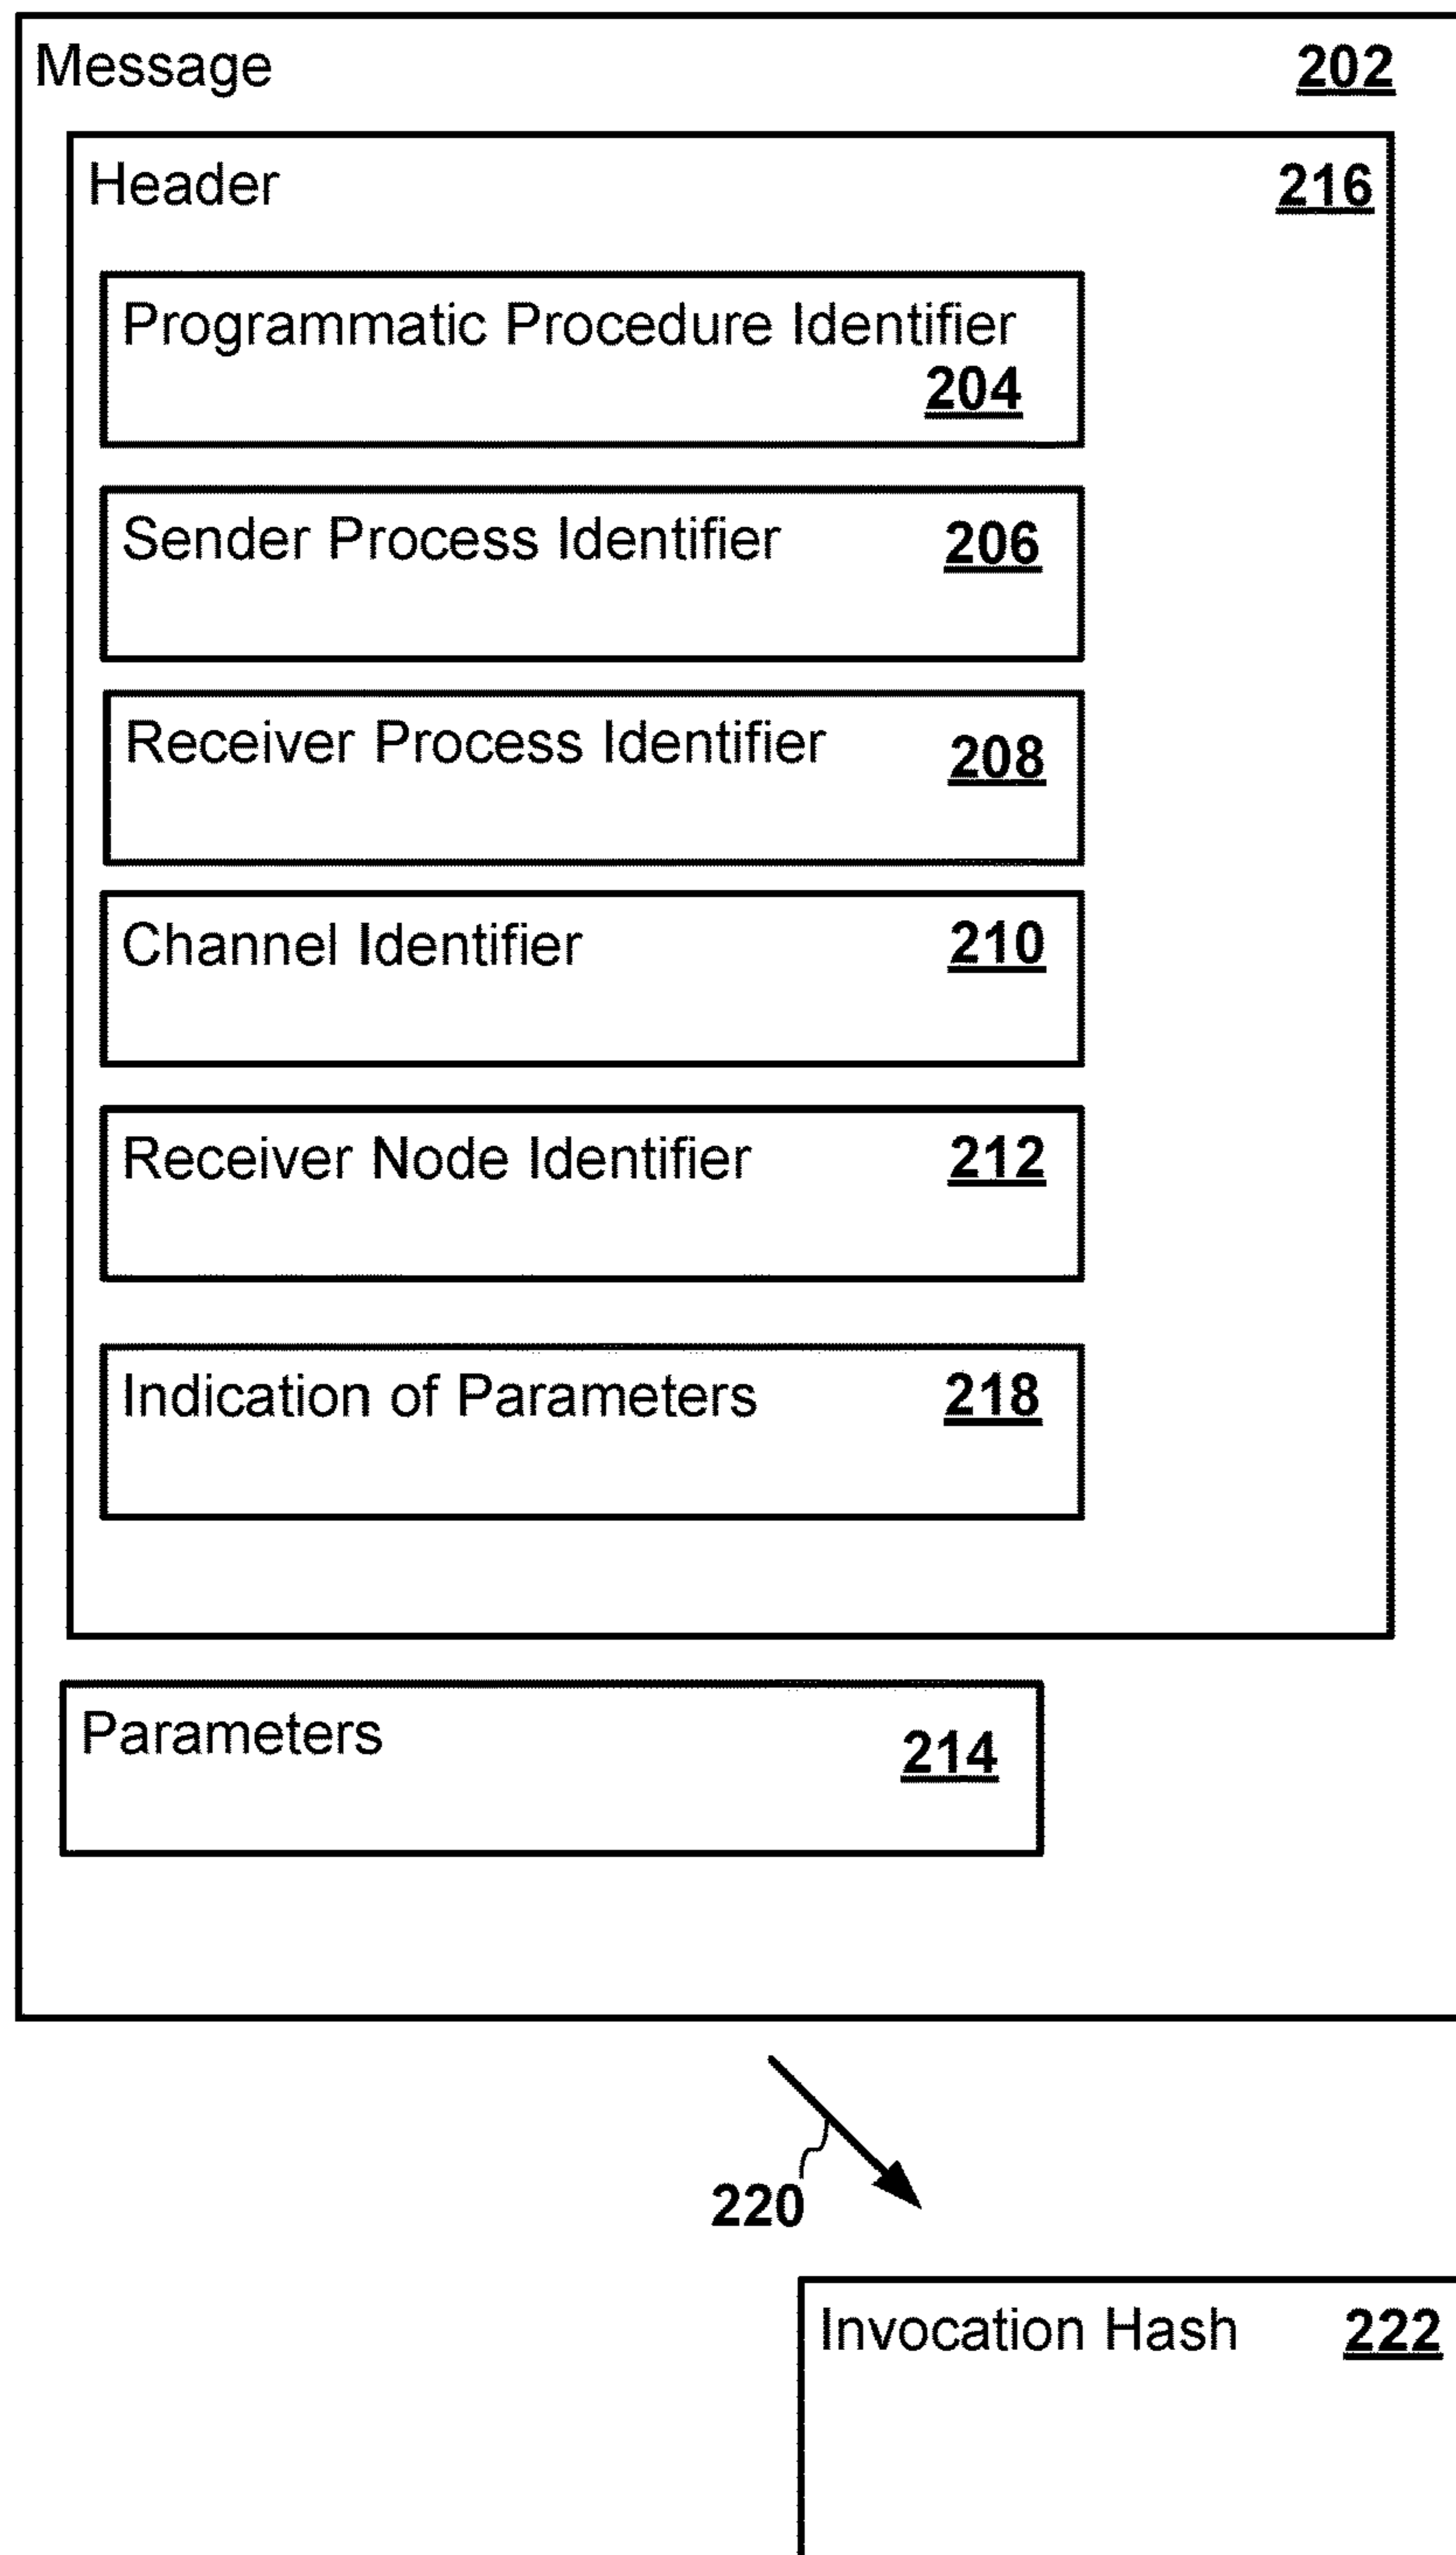 Message 202
Header 216
Programmatic Procedure Identifier
204
Sender Process Identifier 206
Receiver Process Identifier 208
Channel Identifier 210
Receiver Node Identifier 212
Indication of Parameters 218
Parameters 214
220
Invocation Hash 222